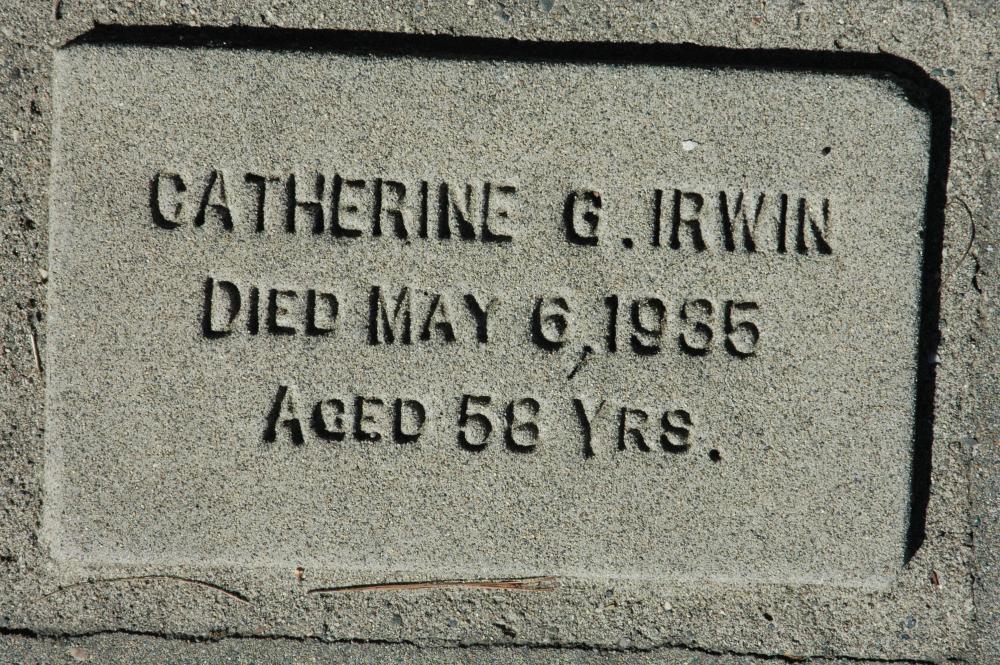 CATHERINE G. IRWIN
DIED MAY 6, 1935
AGED 58 YRS.